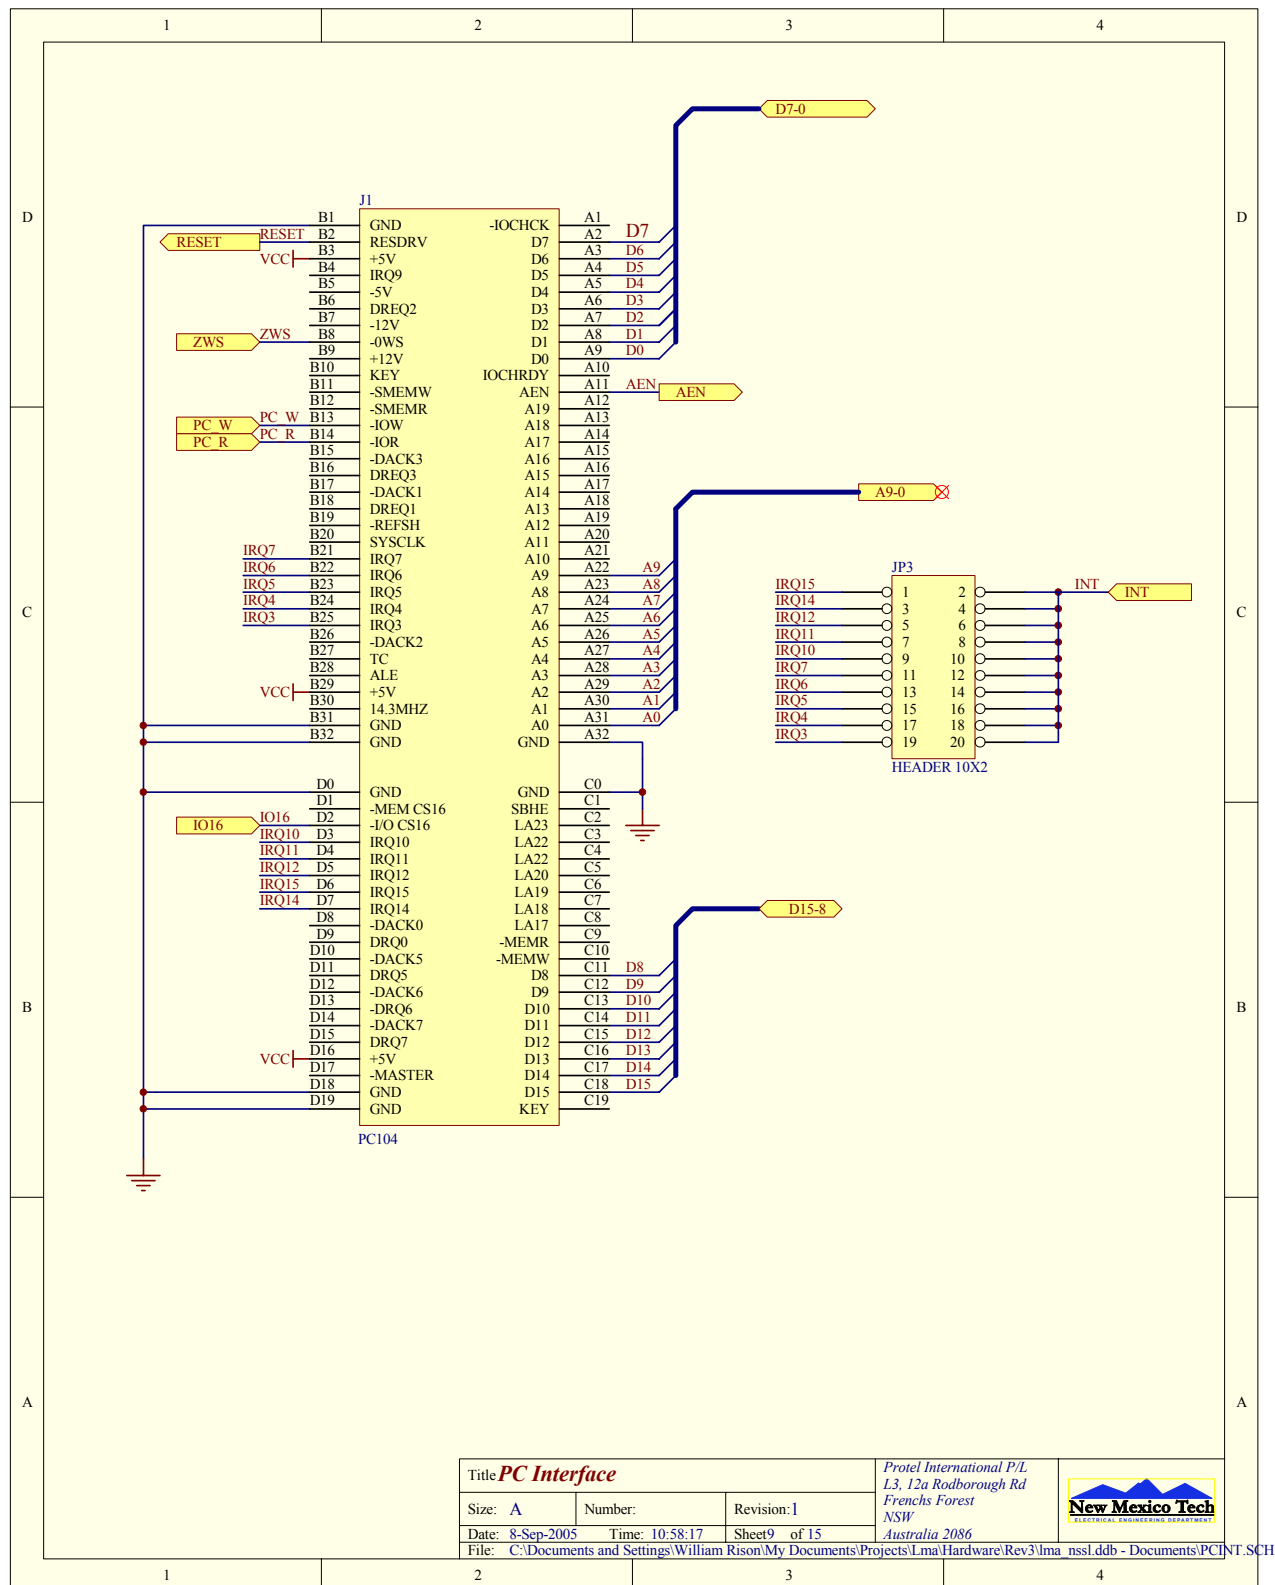 1 2 3 4
D7-0
J1
D D
B1 GND -IOCHCK A1
RESET RESET B2 RESDRV D7 A2 D7
VCC B3 +5V D6 A3 D6
B4 IRQ9 D5 A4 D5
B5 -5V D4 A5 D4
B6 DREQ2 D3 A6 D3
B7 -12V D2 A7 D2
ZWS ZWS B8 -0WS D1 A8 D1
B9 +12V D0 A9 D0
B10 KEY IOCHRDY A10
B11 -SMEMW AEN A11 AEN AEN
B12 -SMEMR A19 A12
PC_W PC_W B13 -IOW A18 A13
PC_R PC_R B14 -IOR A17 A14
B15 -DACK3 A16 A15
B16 DREQ3 A15 A16
B17 -DACK1 A14 A17 A9-0
B18 DREQ1 A13 A18
B19 -REFSH A12 A19
B20 SYSCLK A11 A20
IRQ7 B21 IRQ7 A10 A21
IRQ6 B22 IRQ6 A9 A22 A9 JP3
IRQ5 B23 IRQ5 A8 A23 A8 IRQ15 1 2 INT INT
IRQ4 B24 IRQ4 A7 A24 A7 IRQ14 3 4
C C
IRQ3 B25 IRQ3 A6 A25 A6 IRQ12 5 6
B26 -DACK2 A5 A26 A5 IRQ11 7 8
B27 TC A4 A27 A4 IRQ10 9 10
B28 ALE A3 A28 A3 IRQ7 11 12
VCC B29 +5V A2 A29 A2 IRQ6 13 14
B30 14.3MHZ A1 A30 A1 IRQ5 15 16
B31 GND A0 A31 A0 IRQ4 17 18
B32 GND GND A32 IRQ3 19 20
HEADER 10X2
D0 GND GND C0
D1 -MEM CS16 SBHE C1
IO16 IO16 D2 -I/O CS16 LA23 C2
IRQ10 D3 IRQ10 LA22 C3
IRQ11 D4 IRQ11 LA22 C4
IRQ12 D5 IRQ12 LA20 C5
IRQ15 D6 IRQ15 LA19 C6
IRQ14 D7 IRQ14 LA18 C7 D15-8
D8 -DACK0 LA17 C8
D9 DRQ0 -MEMR C9
D10 -DACK5 -MEMW C10
D11 DRQ5 D8 C11 D8
D12 -DACK6 D9 C12 D9
B B
D13 -DRQ6 D10 C13 D10
D14 -DACK7 D11 C14 D11
D15 DRQ7 D12 C15 D12
VCC D16 +5V D13 C16 D13
D17 -MASTER D14 C17 D14
D18 GND D15 C18 D15
D19 GND KEY C19
PC104
A A
Title PC Interface
Size: A Number: Revision:1
Date: 8-Sep-2005 Time: 10:58:17 Sheet9 of 15
File: C:\Documents and Settings\William Rison\My Documents\Projects\Lma\Hardware\Rev3\lma_nssl.ddb - Documents\PCINT.SCH
Protel International P/L
L3, 12a Rodborough Rd
Frenchs Forest
NSW
Australia 2086
New Mexico Tech
ELECTRICAL ENGINEERING DEPARTMENT
1 2 3 4